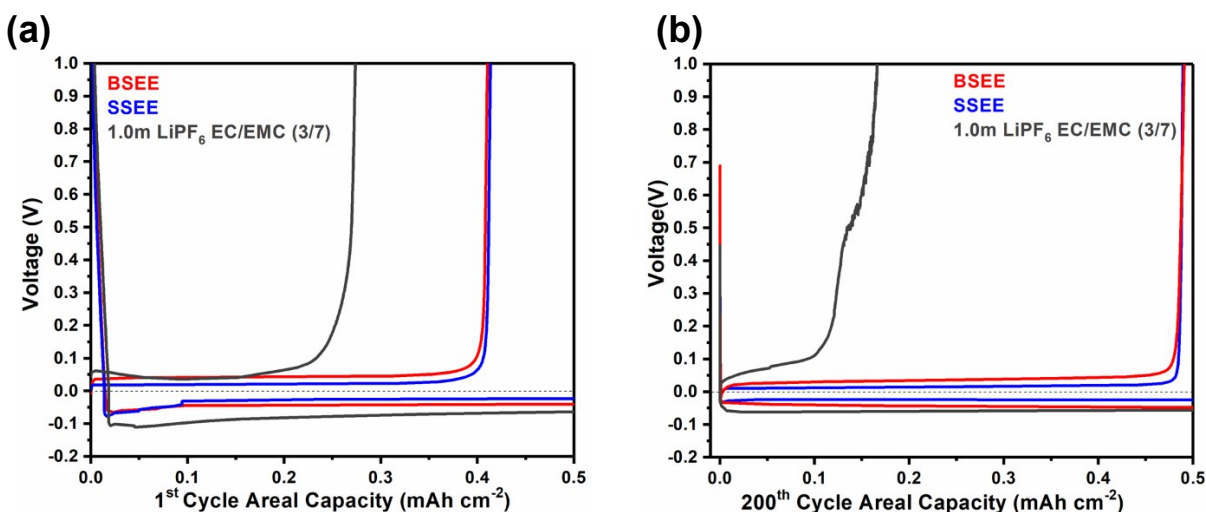 (a)
1.0
0.9
0.8
0.7
0.6
0.5
0.4
0.3
0.2
0.1
0.0
-0.1
-0.2
Voltage (V)
BSEE
SSEE
1.0m LiPF₆ EC/EMC (3/7)
0.0 0.1 0.2 0.3 0.4 0.5
1ˢᵗ Cycle Areal Capacity (mAh cm⁻²)
(b)
1.0
0.9
0.8
0.7
0.6
0.5
0.4
0.3
0.2
0.1
0.0
-0.1
-0.2
Voltage(V)
BSEE
SSEE
1.0m LiPF₆ EC/EMC (3/7)
0.0 0.1 0.2 0.3 0.4 0.5
200ᵗʰ Cycle Areal Capacity (mAh cm⁻²)